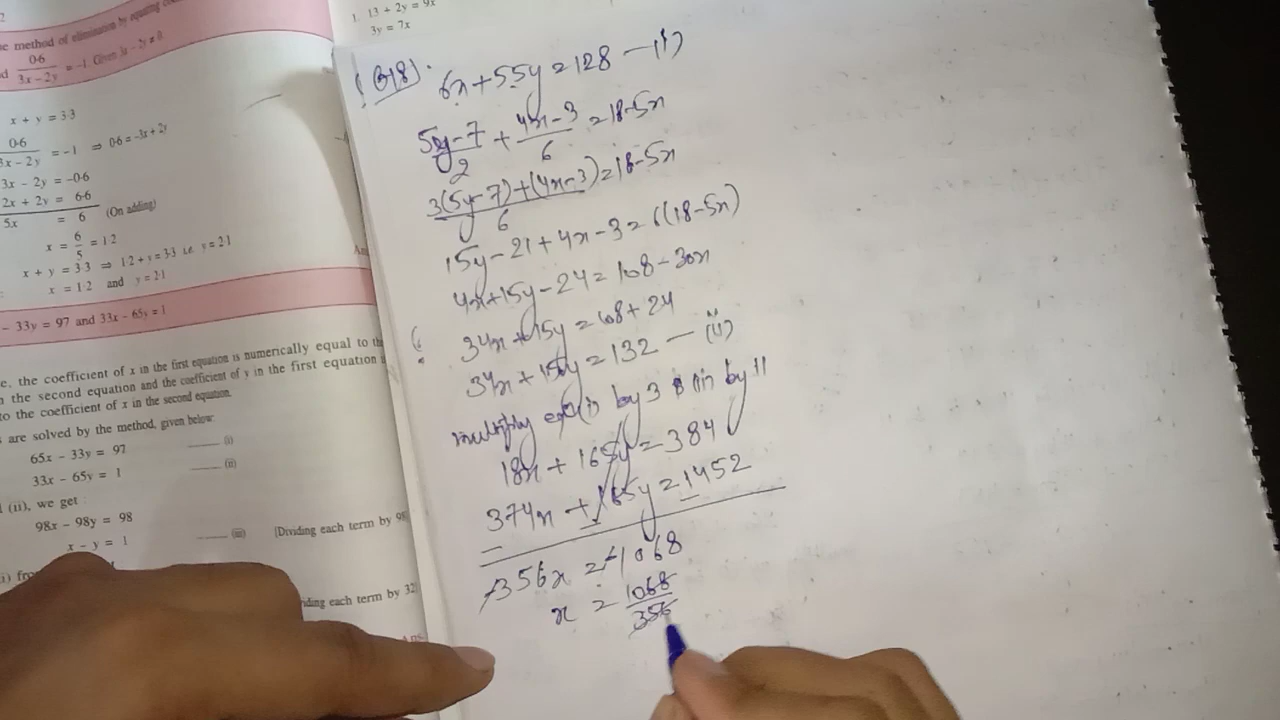 1. 13 + 2y = 9x
3y = 7x
method of elimination by equating
0·6/3x − 2y = −1. Given 3x − 2y ≠ 0.
x + y = 3·3
0·6/3x − 2y = −1 ⇒ 0·6 = −3x + 2y
3x − 2y = −0·6
2x + 2y = 6·6
5x = 6 (On adding)
x = 6/5 = 1·2
x + y = 3·3 ⇒ 1·2 + y = 3·3 i.e. y = 2·1
x = 1·2 and y = 2·1
− 33y = 97 and 33x − 65y = 1
the coefficient of x in the first equation is numerically equal to
the second equation and the coefficient of y in the first equation
to the coefficient of x in the second equation.
are solved by the method, given below:
65x − 33y = 97 (i)
33x − 65y = 1 (ii)
(ii), we get :
98x − 98y = 98
x − y = 1 (iii) [Dividing each term by 98
by 32]
6x + 55y = 128 — (i)
5y − 7/2 + 4x − 3/6 = 18 − 5x
3(5y − 7) + (4x − 3)/6 = 18 − 5x
15y − 21 + 4x − 3 = 6(18 − 5x)
4x + 15y − 24 = 108 − 30x
34x + 15y = 108 + 24
34x + 15y = 132 — (ii)
multiply eq (i) by 3 & (ii) by 11
18x + 165y = 384
374x + 165y = 1452
−356x = −1068
x = 1068/356